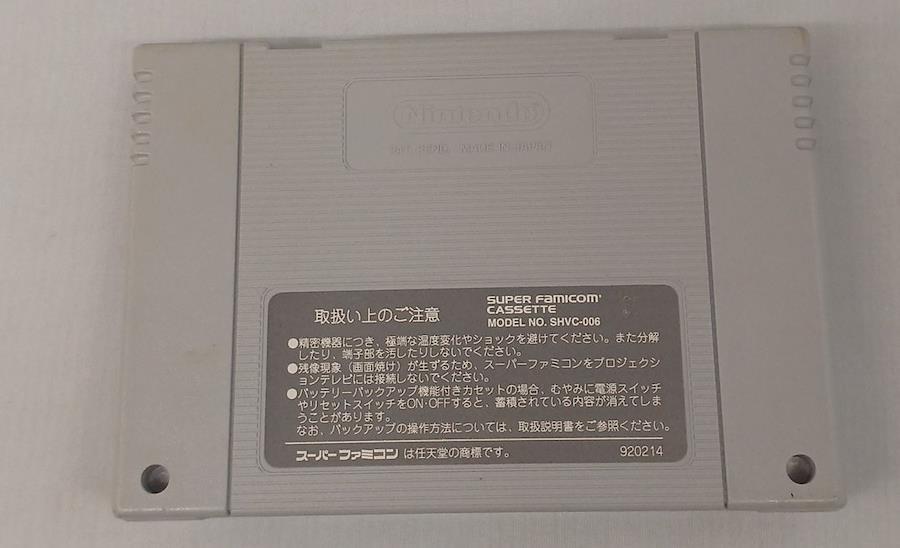 Nintendo
PAT. PEND. MADE IN JAPAN
取扱い上のご注意
SUPER FAMICOM
CASSETTE
MODEL NO. SHVC-006
●精密機器につき、極端な温度変化やショックを避けてください。また分解
したり、端子部を汚したりしないでください。
●残像現象（画面焼け）が生ずるため、スーパーファミコンをプロジェクシ
ョンテレビには接続しないでください。
●バッテリーバックアップ機能付きカセットの場合、むやみに電源スイッチ
やリセットスイッチをON・OFFすると、蓄積されている内容が消えてしま
うことがあります。
なお、バックアップの操作方法については、取扱説明書をご参照ください。
スーパーファミコンは任天堂の商標です。
920214